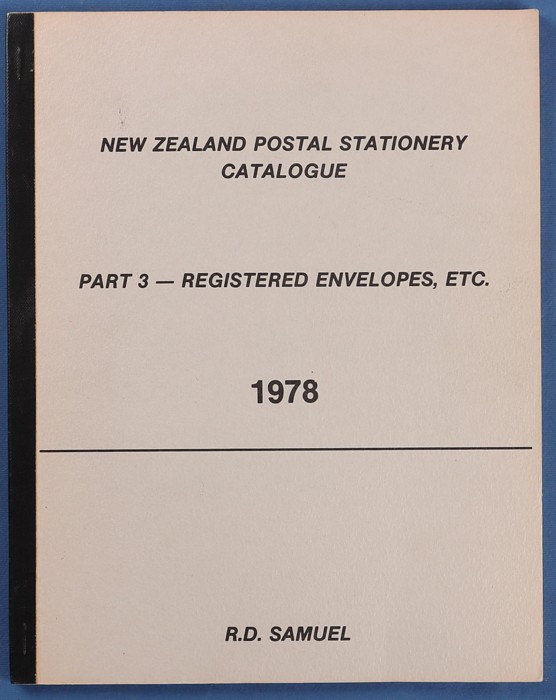 NEW ZEALAND POSTAL STATIONERY
CATALOGUE
PART 3 — REGISTERED ENVELOPES, ETC.
1978
R.D. SAMUEL